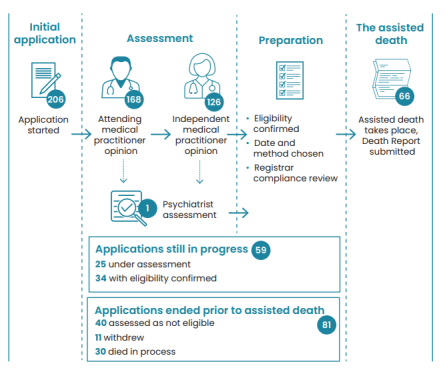 Initial
application
Assessment
Preparation
The assisted
death
206
168
126
66
Application
started
Attending
medical
practitioner
opinion
Independent
medical
practitioner
opinion
• Eligibility
confirmed
• Date and
method chosen
• Registrar
compliance review
Assisted death
takes place,
Death Report
submitted
1
Psychiatrist
assessment
Applications still in progress 59
25 under assessment
34 with eligibility confirmed
Applications ended prior to assisted death
81
40 assessed as not eligible
11 withdrew
30 died in process